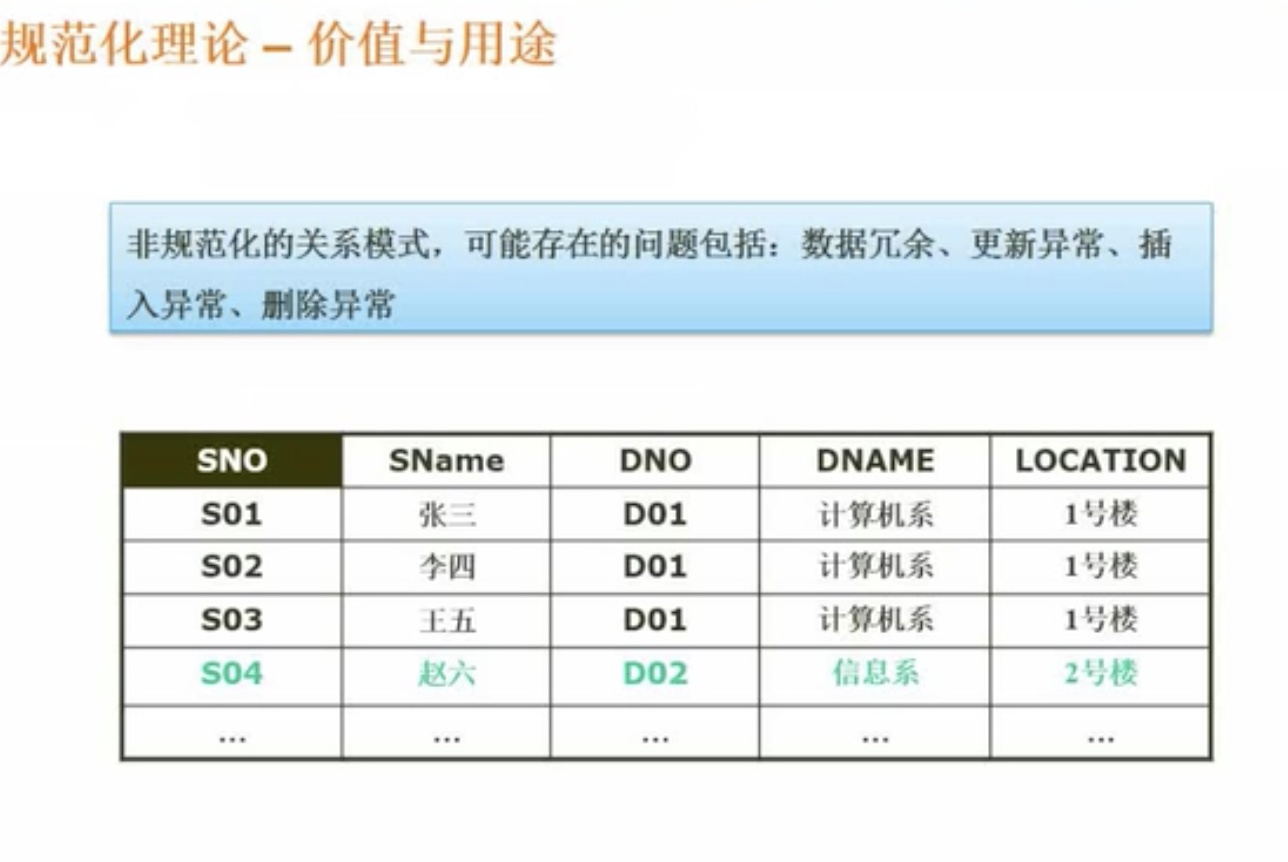 规范化理论 – 价值与用途
非规范化的关系模式，可能存在的问题包括：数据冗余、更新异常、插
入异常、删除异常
SNO SName DNO DNAME LOCATION
S01 张三 D01 计算机系 1号楼
S02 李四 D01 计算机系 1号楼
S03 王五 D01 计算机系 1号楼
S04 赵六 D02 信息系 2号楼
... ... ... ... ...